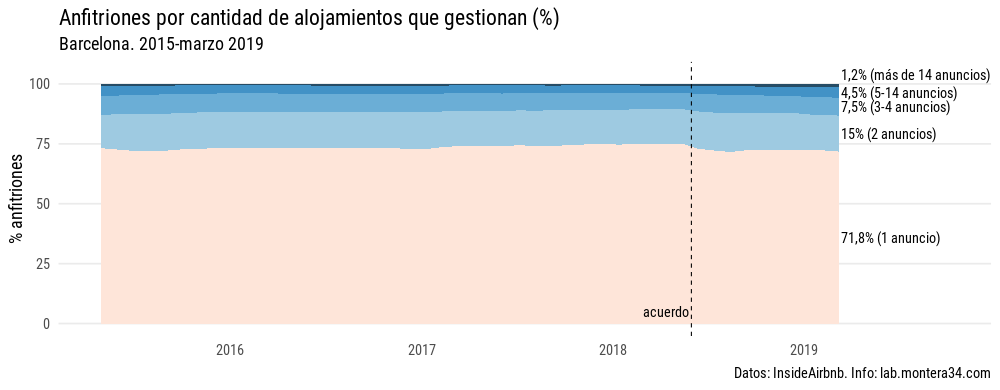 Anfitriones por cantidad de alojamientos que gestionan (%)
Barcelona. 2015-marzo 2019
% anfitriones
100
75
50
25
0
1,2% (más de 14 anuncios)
4,5% (5-14 anuncios)
7,5% (3-4 anuncios)
15% (2 anuncios)
71,8% (1 anuncio)
acuerdo
2016 2017 2018 2019
Datos: InsideAirbnb. Info: lab.montera34.com